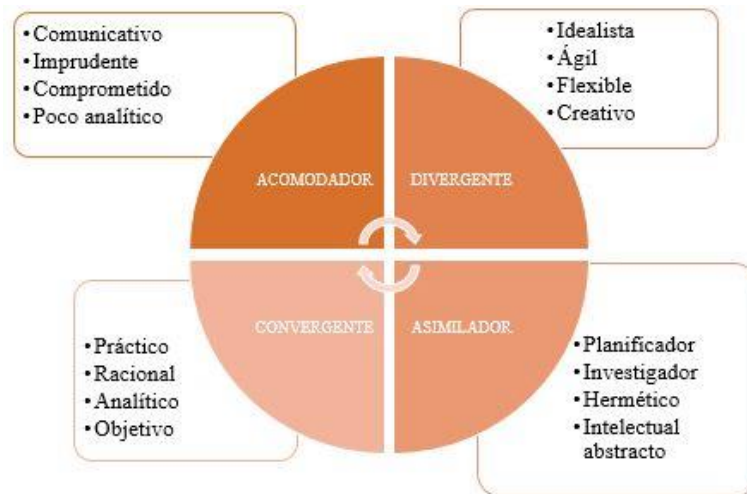 • Comunicativo
• Imprudente
• Comprometido
• Poco analítico
• Idealista
• Ágil
• Flexible
• Creativo
ACOMODADOR
DIVERGENTE
CONVERGENTE
ASIMILADOR
• Práctico
• Racional
• Analítico
• Objetivo
• Planificador
• Investigador
• Hermético
• Intelectual
abstracto